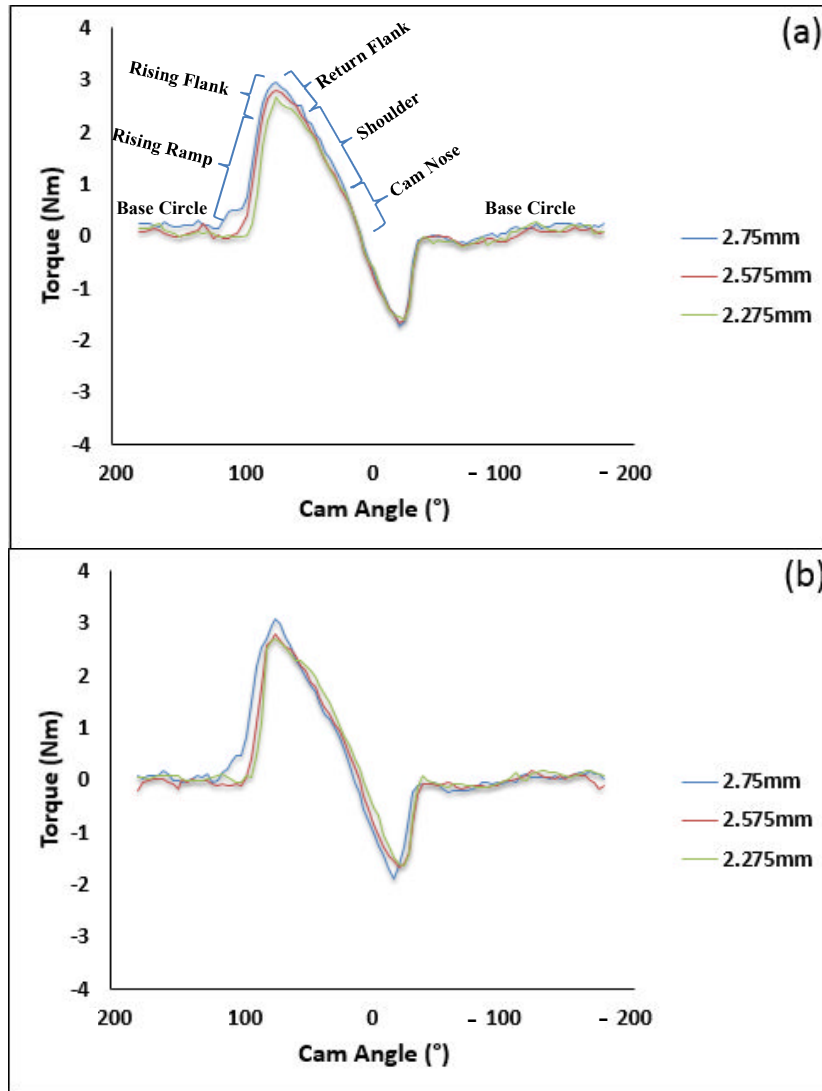 (a)
4
3
2
1
0
-1
-2
-3
-4
Torque (Nm)
Rising Flank
Return Flank
Rising Ramp
Shoulder
Cam Nose
Base Circle
Base Circle
2.75mm
2.575mm
2.275mm
200 100 0 - 100 - 200
Cam Angle (°)
(b)
4
3
2
1
0
-1
-2
-3
-4
Torque (Nm)
2.75mm
2.575mm
2.275mm
200 100 0 - 100 - 200
Cam Angle (°)